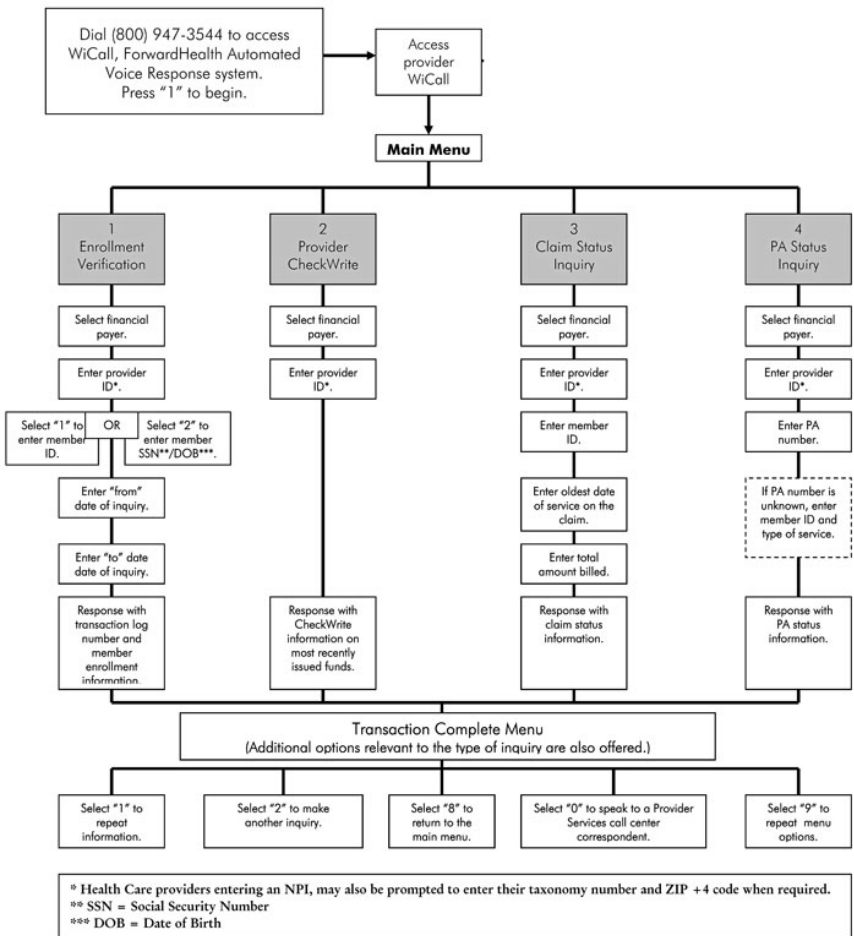 Dial (800) 947-3544 to access
WiCall, ForwardHealth Automated
Voice Response system.
Press "1" to begin.
Access
provider
WiCall
Main Menu
1
Enrollment
Verification
2
Provider
CheckWrite
3
Claim Status
Inquiry
4
PA Status
Inquiry
Select financial
payer.
Select financial
payer.
Select financial
payer.
Select financial
payer.
Enter provider
ID*.
Enter provider
ID*.
Enter provider
ID*.
Enter provider
ID*.
Select "1" to
enter member
ID.
OR
Select "2" to
enter member
SSN**/DOB***.
Enter member
ID.
Enter PA
number.
Enter "from"
date of inquiry.
Enter oldest date
of service on the
claim.
If PA number is
unknown, enter
member ID and
type of service.
Enter "to" date
date of inquiry.
Enter total
amount billed.
Response with
transaction log
number and
member
enrollment
information.
Response with
CheckWrite
information on
most recently
issued funds.
Response with
claim status
information.
Response with
PA status
information.
Transaction Complete Menu
(Additional options relevant to the type of inquiry are also offered.)
Select "1" to
repeat
information.
Select "2" to make
another inquiry.
Select "8" to
return to the
main menu.
Select "0" to speak to a Provider
Services call center
correspondent.
Select "9" to
repeat menu
options.
* Health Care providers entering an NPI, may also be prompted to enter their taxonomy number and ZIP +4 code when required.
** SSN = Social Security Number
*** DOB = Date of Birth